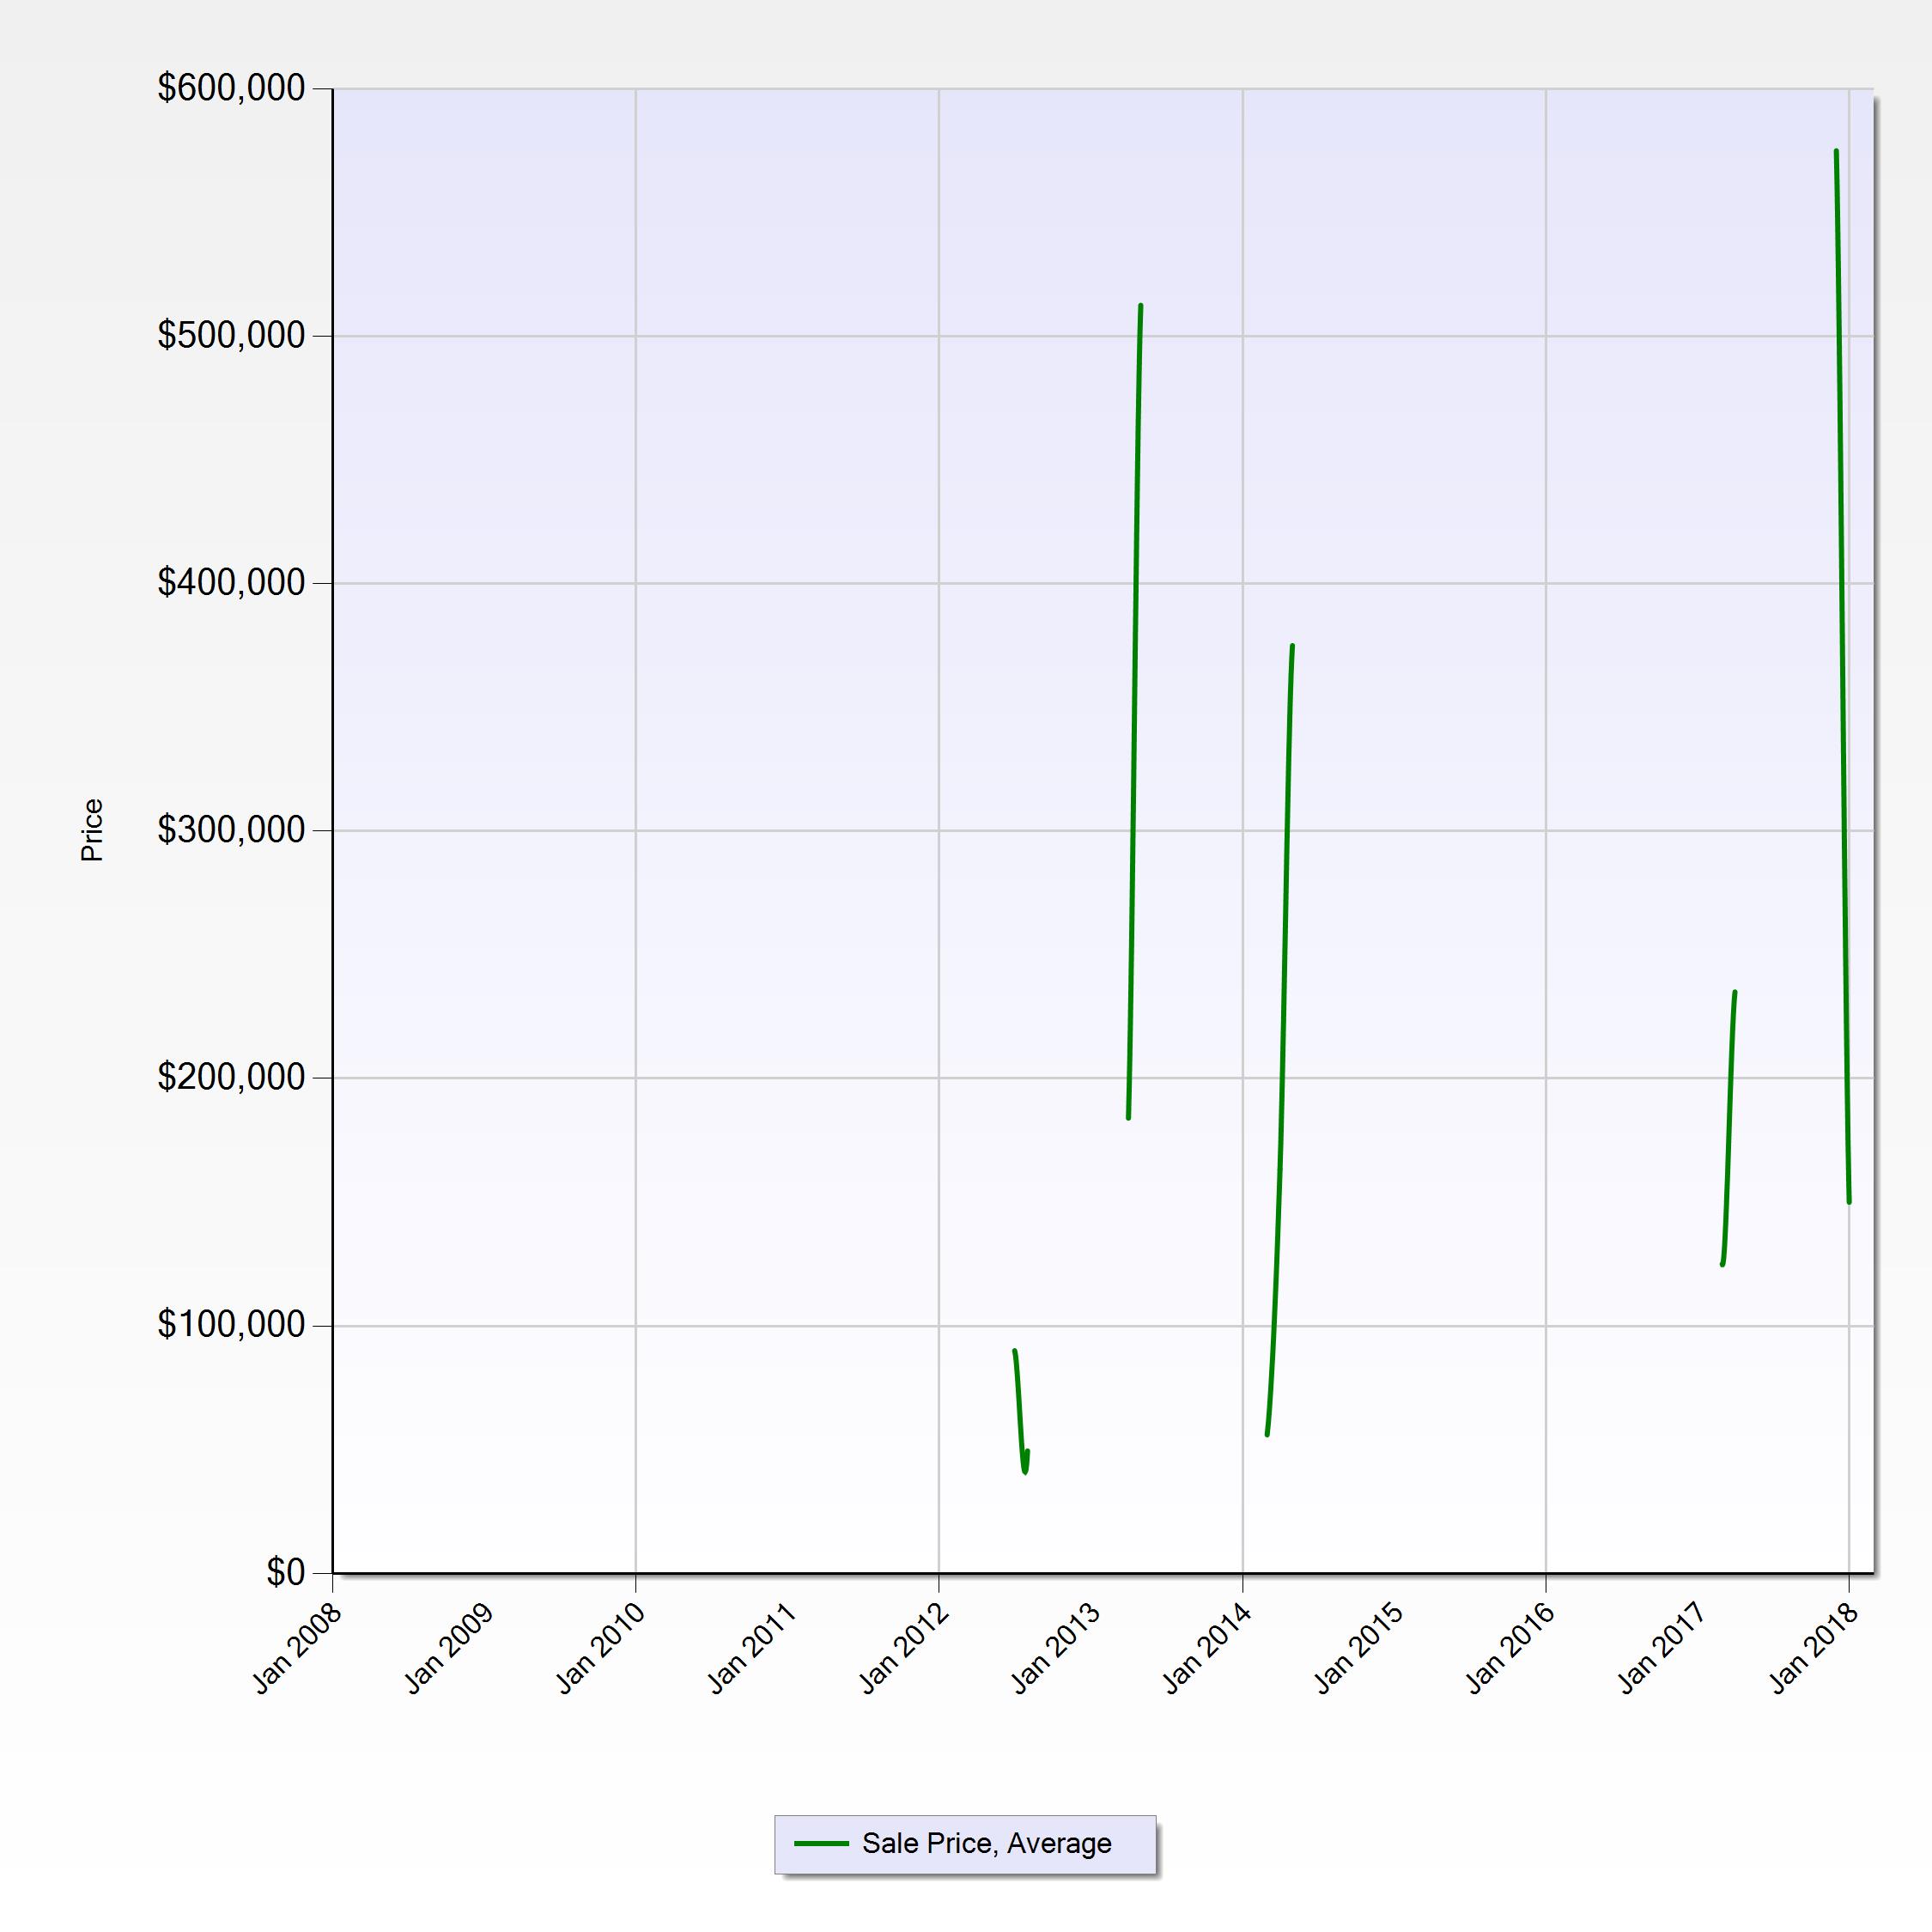 $600,000
$500,000
$400,000
$300,000
$200,000
$100,000
$0
Price
Jan 2008
Jan 2009
Jan 2010
Jan 2011
Jan 2012
Jan 2013
Jan 2014
Jan 2015
Jan 2016
Jan 2017
Jan 2018
Sale Price, Average